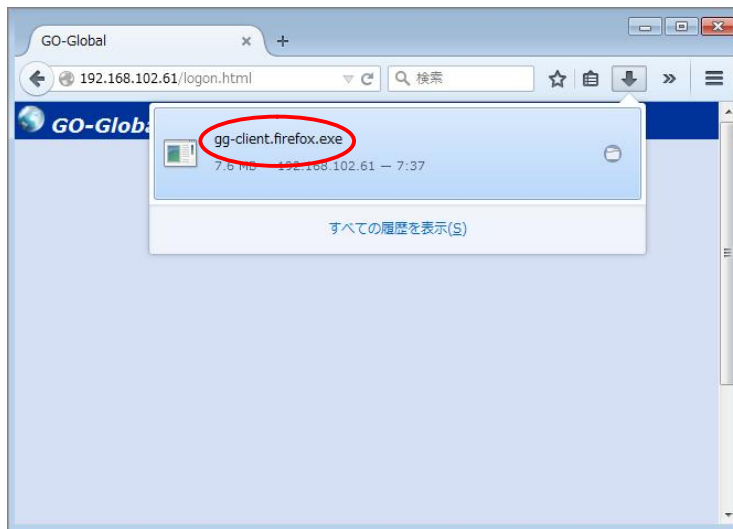 GO-Global
192.168.102.61/logon.html
検索
GO-Globa
gg-client.firefox.exe
7.6 MB — 192.168.102.61 — 7:37
すべての履歴を表示(S)